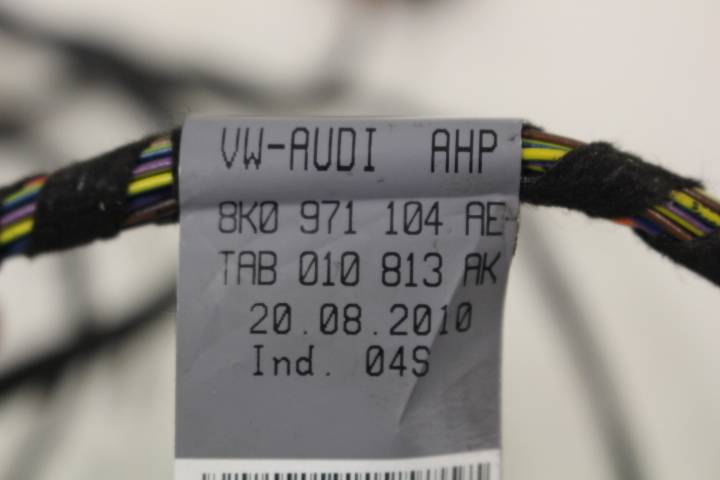 VW-AUDI AHP
8K0 971 104 AE
TAB 010 813 AK
20.08.2010
Ind. 04S